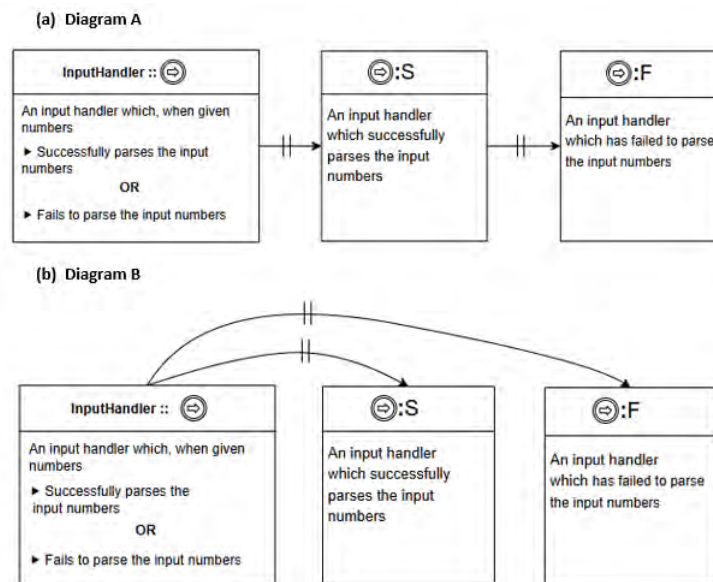 (a) Diagram A
InputHandler ::
An input handler which, when given
numbers
▶ Successfully parses the input
numbers
OR
▶ Fails to parse the input numbers
:S
An input handler
which successfully
parses the input
numbers
:F
An input handler
which has failed to parse
the input numbers
(b) Diagram B
InputHandler ::
An input handler which, when given
numbers
▶ Successfully parses the
input numbers
OR
▶ Fails to parse the input numbers
:S
An input handler
which successfully
parses the input
numbers
:F
An input handler
which has failed to parse
the input numbers